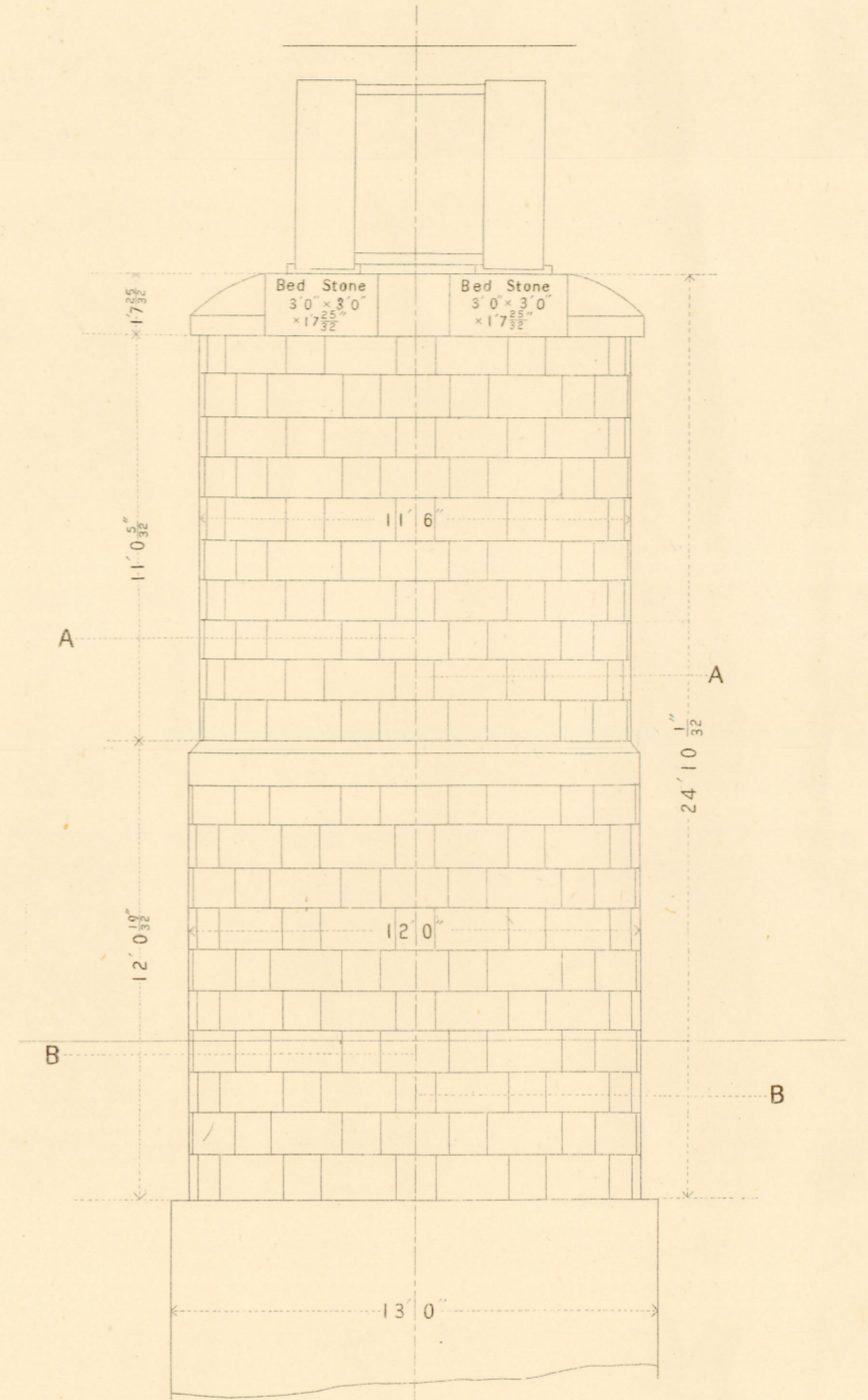 Bed Stone
3'0" × 3'0"
× 1'7 25/32"
Bed Stone
3'0" × 3'0"
× 1'7 25/32"
1'7 25/32"
11'6"
11'0 5/32"
A
A
24'10 1/32"
12'0"
12'0 19/32"
B
B
13'0"